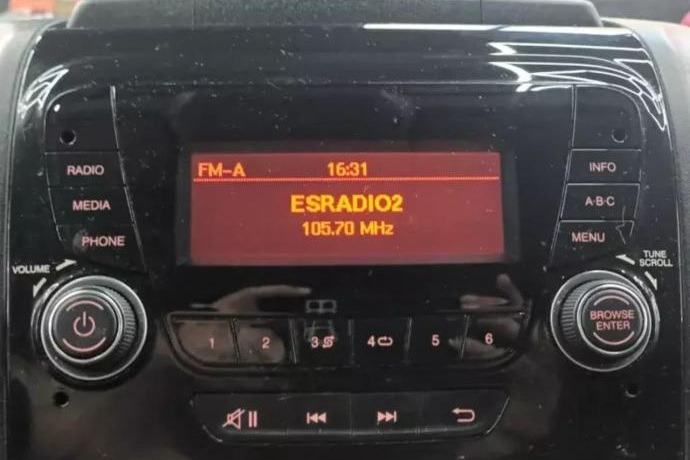 FM-A 16:31
ESRADIO2
105.70 MHz
RADIO
MEDIA
PHONE
INFO
A·B·C
MENU
VOLUME
TUNE
SCROLL
BROWSE
ENTER
1 2 3 4 5 6